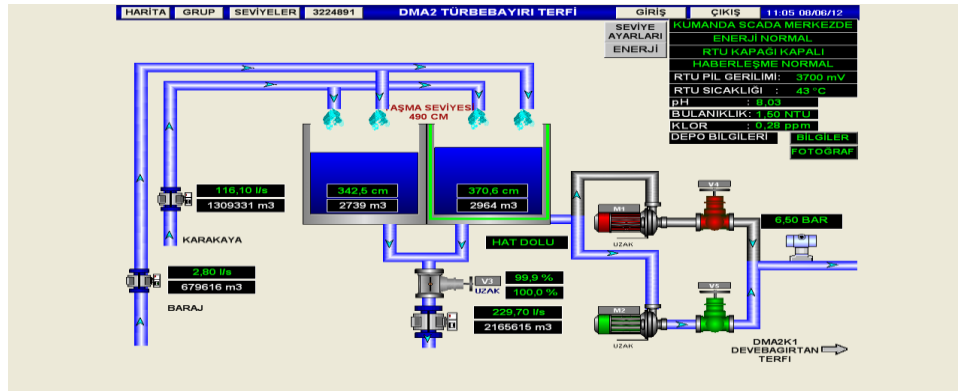 HARİTA GRUP SEVİYELER 3224891 DMA2 TÜRBEBAYIRI TERFİ GİRİŞ ÇIKIŞ 11:05 08/06/12
SEVİYE AYARLARI
ENERJİ
KUMANDA SCADA MERKEZDE
ENERJİ NORMAL
RTU KAPAĞI KAPALI
HABERLEŞME NORMAL
RTU PİL GERİLİMİ: 3700 mV
RTU SICAKLIĞI : 43 °C
pH : 8,03
BULANIKLIK: 1,50 NTU
KLOR : 0,28 ppm
DEPO BİLGİLERİ BİLGİLER
FOTOĞRAF
AŞMA SEVİYESİ
490 CM
116,10 l/s
1309331 m3
KARAKAYA
2,80 l/s
679616 m3
BARAJ
342,5 cm
2739 m3
370,6 cm
2964 m3
HAT DOLU
V3
UZAK
99,9 %
100,0 %
229,70 l/s
2165615 m3
M1
UZAK
V4
6,50 BAR
M2
UZAK
V5
DMA2K1
DEVEBAGIRTAN
TERFI